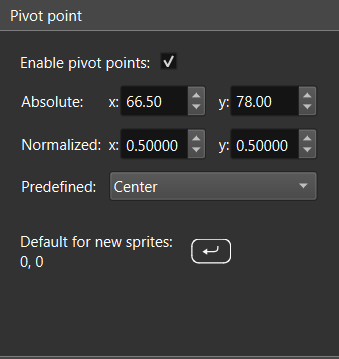 Pivot point
Enable pivot points:
Absolute: x: 66.50 y: 78.00
Normalized: x: 0.50000 y: 0.50000
Predefined: Center
Default for new sprites:
0, 0